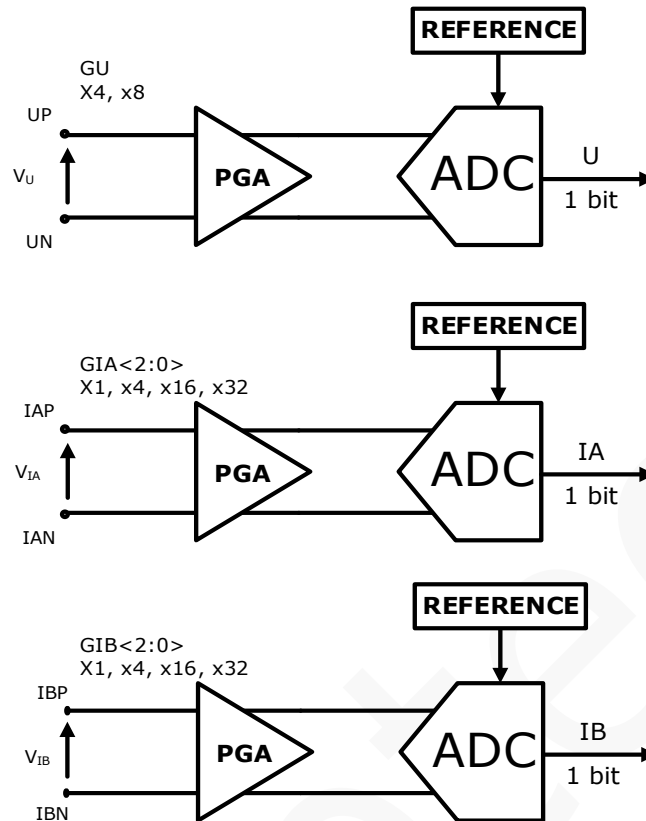 REFERENCE
GU
X4, x8
UP
PGA
ADC
U
VU
1 bit
UN
REFERENCE
GIA<2:0>
X1, x4, x16, x32
IAP
PGA
ADC
IA
VIA
1 bit
IAN
REFERENCE
GIB<2:0>
X1, x4, x16, x32
IBP
PGA
ADC
IB
VIB
1 bit
IBN